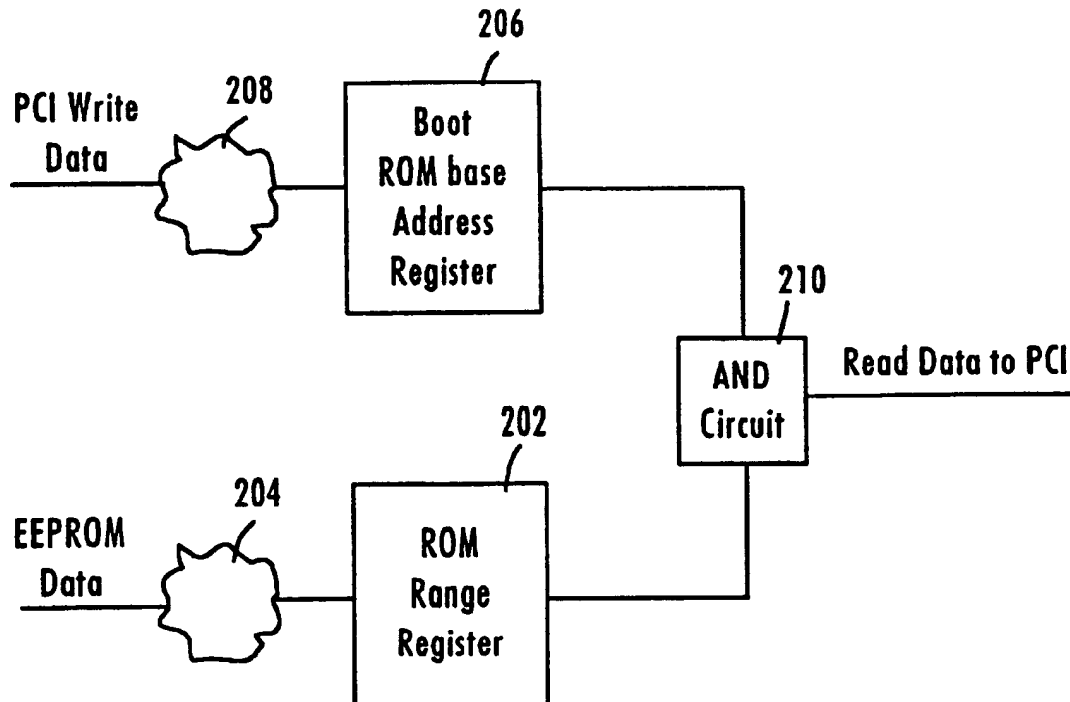 206
208
PCI Write
Data
Boot
ROM base
Address
Register
210
AND
Circuit
Read Data to PCI
202
204
EEPROM
Data
ROM
Range
Register